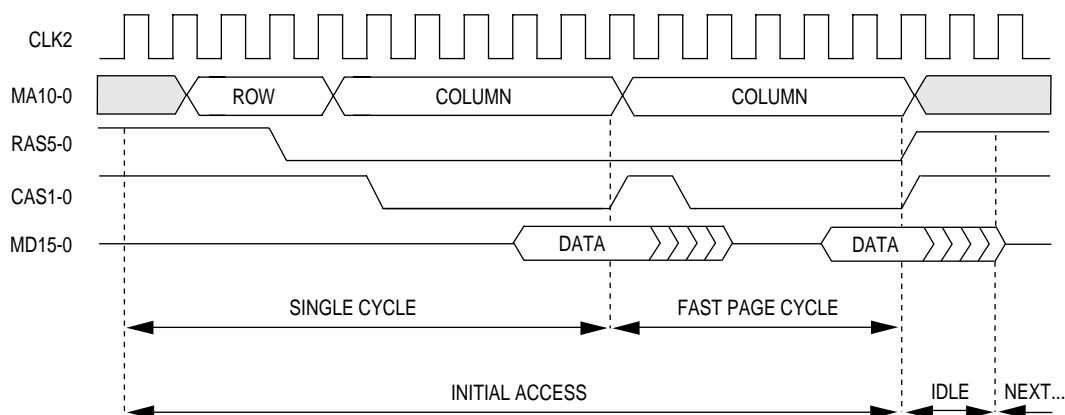 CLK2
MA10-0 ROW COLUMN COLUMN
RAS5-0
CAS1-0
MD15-0 DATA DATA
SINGLE CYCLE FAST PAGE CYCLE
INITIAL ACCESS IDLE NEXT...